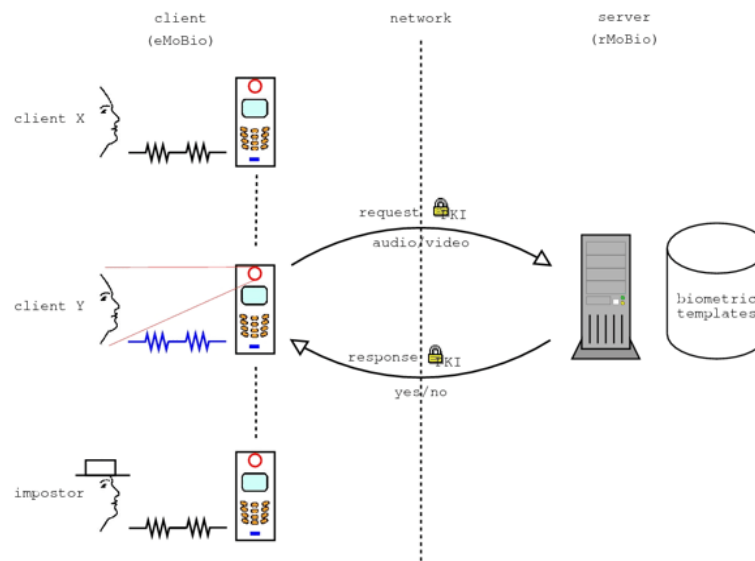 client
(eMoBio)
network
server
(rMoBio)
client X
request PKI
audio/video
client Y
biometric
templates
response PKI
yes/no
impostor